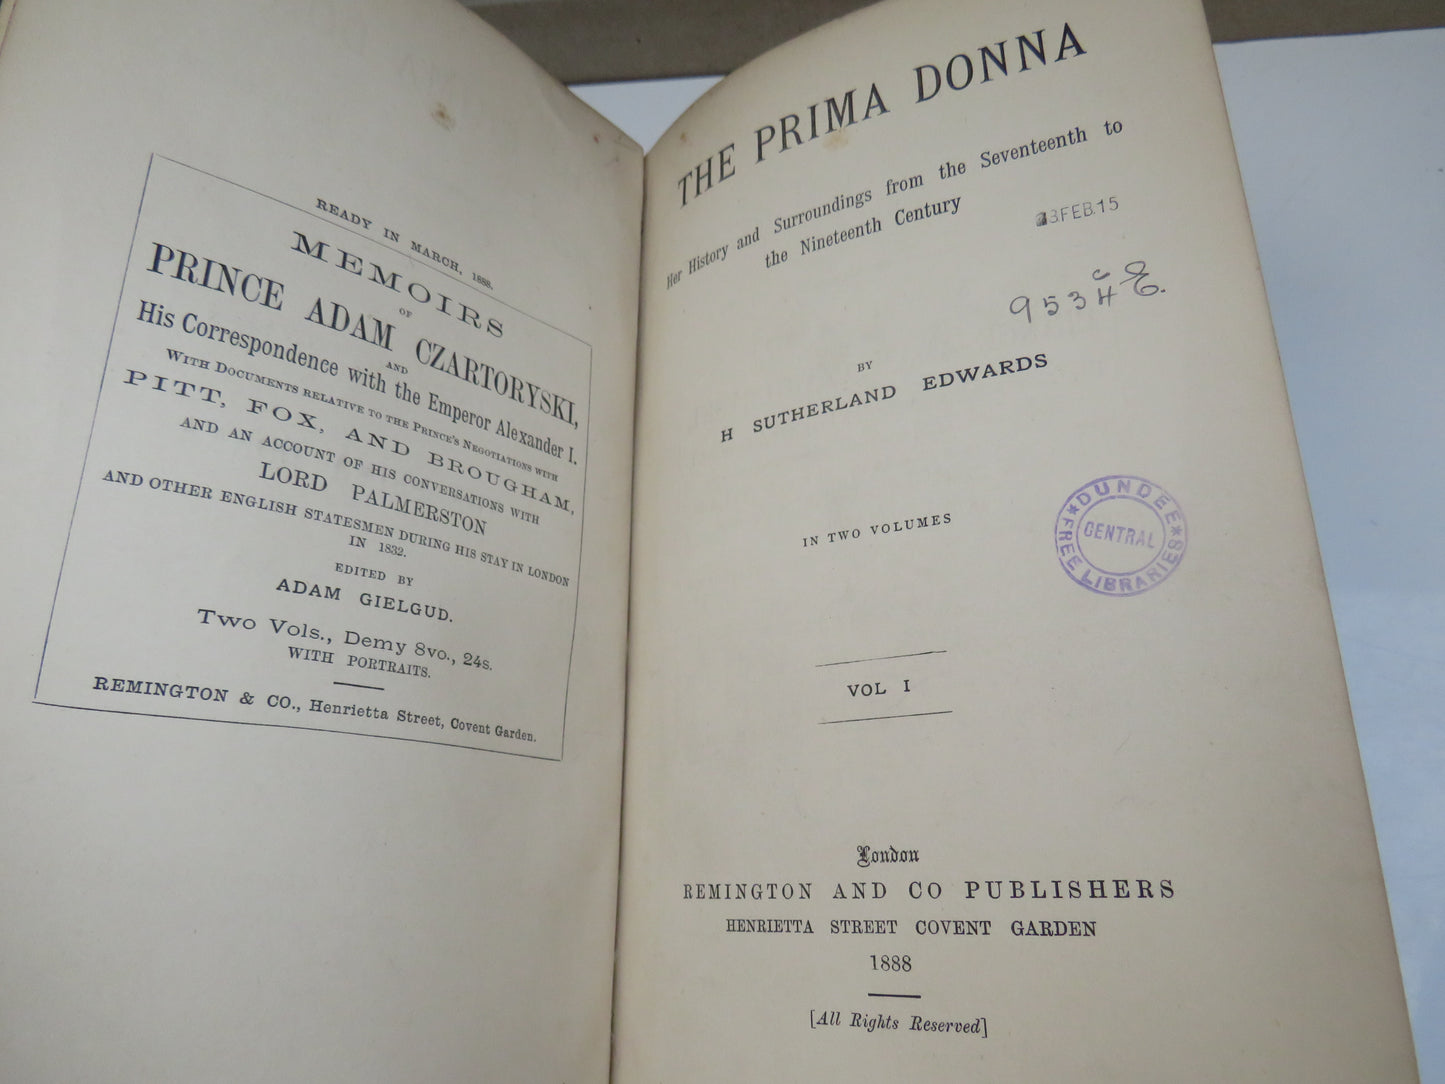 READY IN MARCH, 1888.
MEMOIRS
OF
PRINCE ADAM CZARTORYSKI,
AND
His Correspondence with the Emperor Alexander I.
WITH DOCUMENTS RELATIVE TO THE PRINCE'S NEGOTIATIONS WITH
PITT, FOX, AND BROUGHAM,
AND AN ACCOUNT OF HIS CONVERSATIONS WITH
LORD PALMERSTON
AND OTHER ENGLISH STATESMEN DURING HIS STAY IN LONDON
IN 1832.
EDITED BY
ADAM GIELGUD.
Two Vols., Demy 8vo., 24s.
WITH PORTRAITS.
REMINGTON & CO., Henrietta Street, Covent Garden.
THE PRIMA DONNA
Her History and Surroundings from the Seventeenth to
the Nineteenth Century
3FEB.15
BY
H SUTHERLAND EDWARDS
IN TWO VOLUMES
DUNDEE
CENTRAL
FREE LIBRARIES
VOL I
London
REMINGTON AND CO PUBLISHERS
HENRIETTA STREET COVENT GARDEN
1888
[All Rights Reserved]